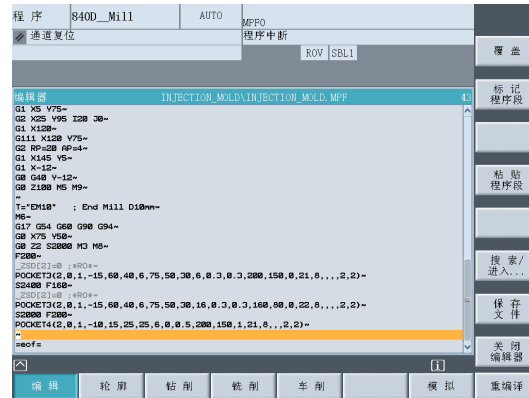 程 序
840D__Mill
AUTO
MPF0
通道复位
程序中断
ROV SBL1
编辑器 INJECTION_MOLD\INJECTION_MOLD.MPF 43
G1 X5 Y75~
G2 X25 Y95 I20 J0~
G1 X120~
G111 X120 Y75~
G2 RP=20 AP=4~
G1 X145 Y5~
G1 X-12~
G0 G40 Y-12~
G0 Z100 M5 M9~
~
T="EM10" ; End Mill D10mm~
M6~
G17 G54 G60 G90 G94~
G0 X75 Y50~
G0 Z2 S2000 M3 M8~
F200~
_ZSD[2]=0 ;*RO*~
POCKET3(2,0,1,-15,60,40,6,75,50,30,6,0.3,0.3,200,150,0,21,8,,,2,2)~
S2400 F160~
_ZSD[2]=0 ;*RO*~
POCKET3(2,0,1,-15,60,40,6,75,50,30,16,0.3,0.3,160,80,0,22,8,,,2,2)~
S2000 F200~
POCKET4(2,0,1,-10,15,25,25,6,0,0.5,200,150,1,21,8,,,2,2)~
~
=eof=
覆 盖
标 记
程序段
粘 贴
程序段
搜 索/
进入...
保 存
文 件
关 闭
编辑器
编 辑
轮 廓
钻 削
铣 削
车 削
模 拟
重编译